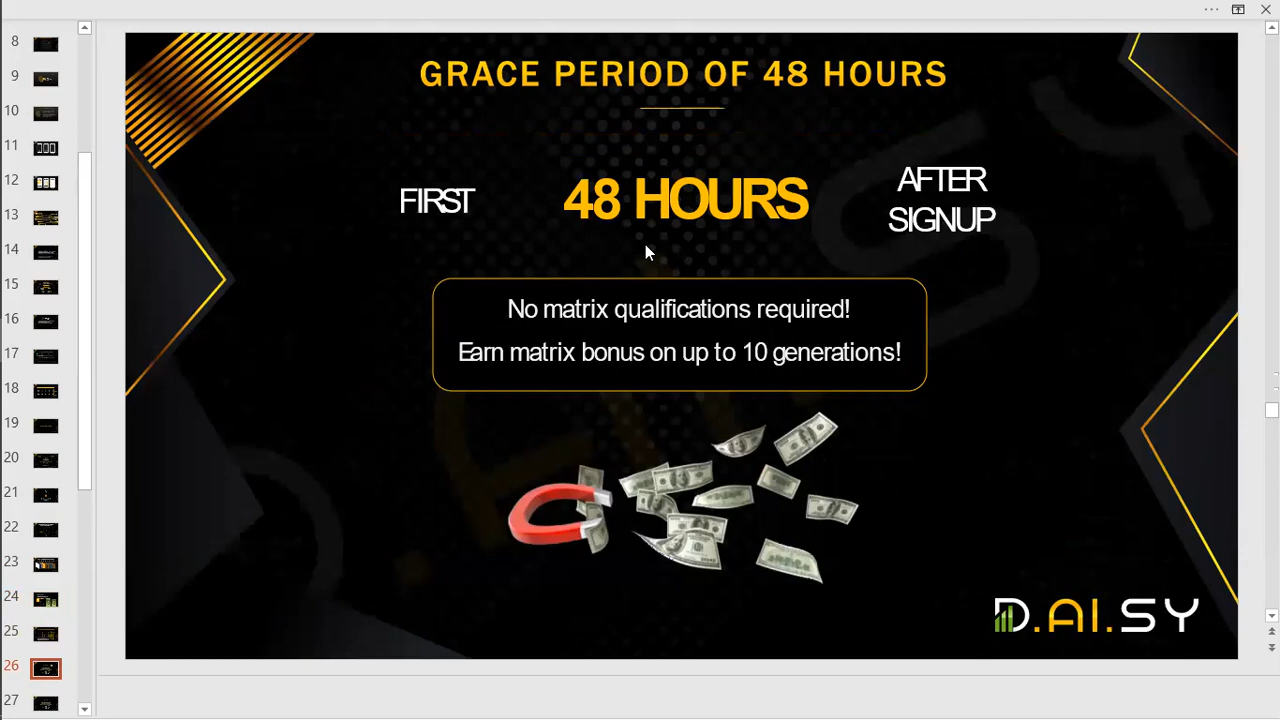 8
9
10
11
12
13
14
15
16
17
18
19
20
21
22
23
24
25
26
27
GRACE PERIOD OF 48 HOURS
FIRST
48 HOURS
AFTER
SIGNUP
No matrix qualifications required!
Earn matrix bonus on up to 10 generations!
D.AI.SY